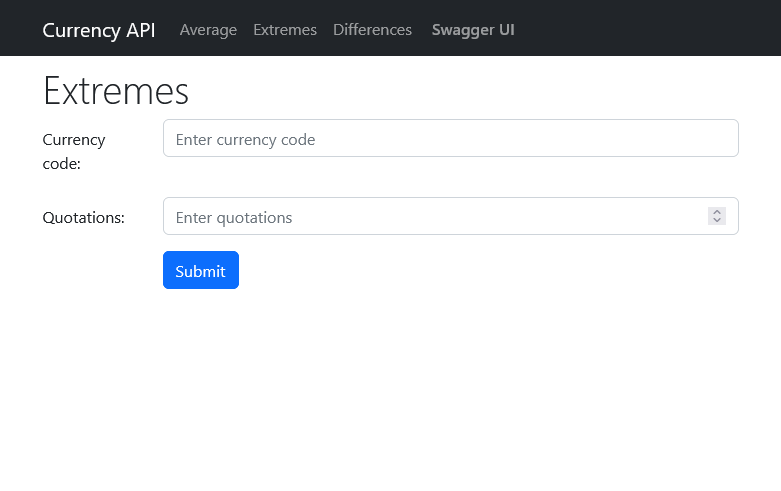 Currency API Average Extremes Differences Swagger UI
Extremes
Currency code: Enter currency code
Quotations: Enter quotations
Submit